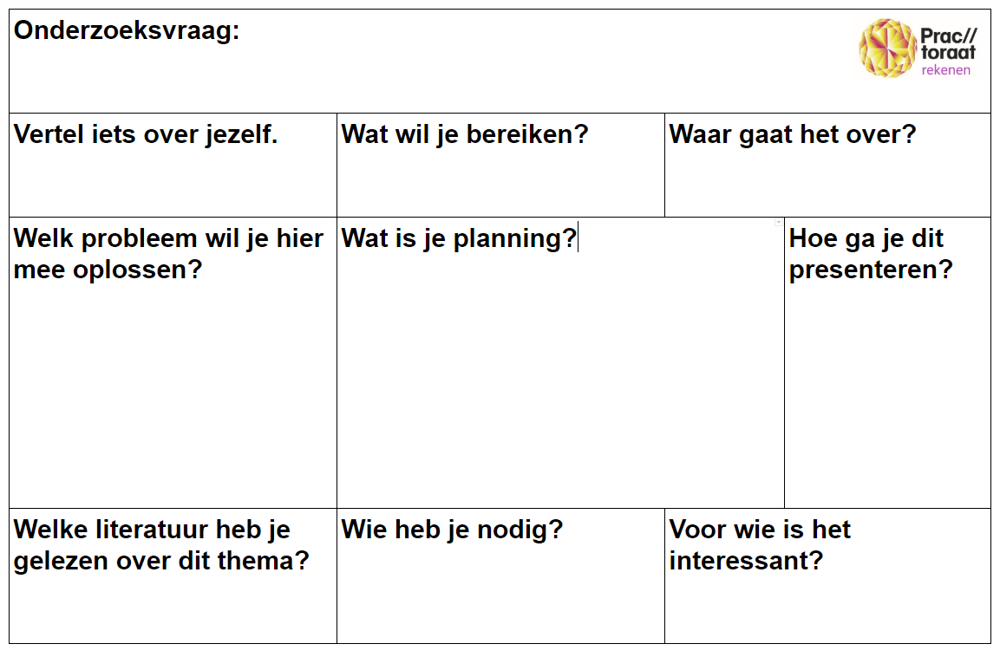 Onderzoeksvraag:
Prac//
toraat
rekenen
Vertel iets over jezelf.
Wat wil je bereiken?
Waar gaat het over?
Welk probleem wil je hier
mee oplossen?
Wat is je planning?
Hoe ga je dit
presenteren?
Welke literatuur heb je
gelezen over dit thema?
Wie heb je nodig?
Voor wie is het
interessant?